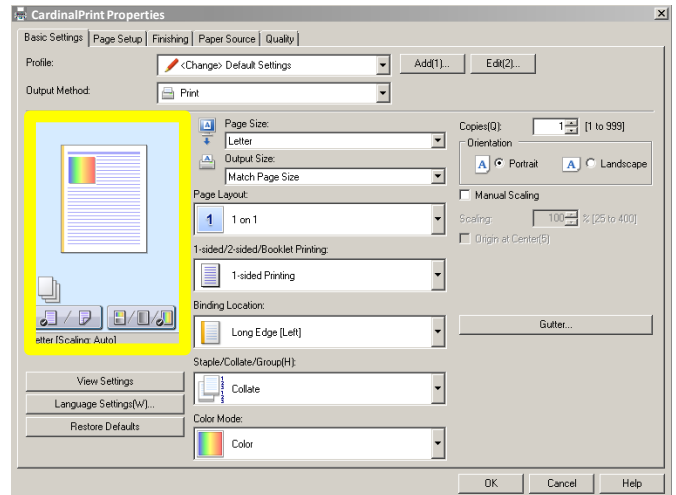 CardinalPrint Properties
Basic Settings Page Setup Finishing Paper Source Quality
Profile:
<Change> Default Settings
Add(1)...
Edit(2)...
Output Method:
Print
Page Size:
Letter
Output Size:
Match Page Size
Page Layout:
1 1 on 1
1-sided/2-sided/Booklet Printing:
1-sided Printing
Binding Location:
Long Edge [Left]
Staple/Collate/Group(H):
Collate
Color Mode:
Color
Copies(Q): 1 [1 to 999]
Orientation
A Portrait A Landscape
Manual Scaling
Scaling: 100 % [25 to 400]
Origin at Center(5)
Gutter...
etter [Scaling: Auto]
View Settings
Language Settings(W)...
Restore Defaults
OK Cancel Help